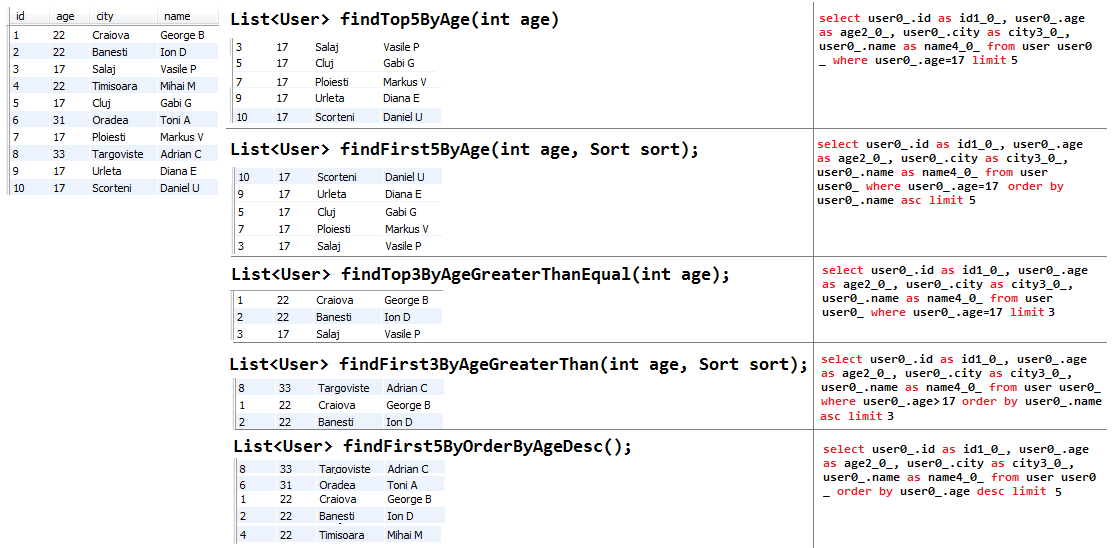 id age city name
1 22 Craiova George B
2 22 Banesti Ion D
3 17 Salaj Vasile P
4 22 Timisoara Mihai M
5 17 Cluj Gabi G
6 31 Oradea Toni A
7 17 Ploiesti Markus V
8 33 Targoviste Adrian C
9 17 Urleta Diana E
10 17 Scorteni Daniel U
List<User> findTop5ByAge(int age)
3 17 Salaj Vasile P
5 17 Cluj Gabi G
7 17 Ploiesti Markus V
9 17 Urleta Diana E
10 17 Scorteni Daniel U
select user0_.id as id1_0_, user0_.age
as age2_0_, user0_.city as city3_0_,
user0_.name as name4_0_ from user user0
_ where user0_.age=17 limit 5
List<User> findFirst5ByAge(int age, Sort sort);
10 17 Scorteni Daniel U
9 17 Urleta Diana E
5 17 Cluj Gabi G
7 17 Ploiesti Markus V
3 17 Salaj Vasile P
select user0_.id as id1_0_, user0_.age
as age2_0_, user0_.city as city3_0_,
user0_.name as name4_0_ from user
user0_ where user0_.age=17 order by
user0_.name asc limit 5
List<User> findTop3ByAgeGreaterThanEqual(int age);
1 22 Craiova George B
2 22 Banesti Ion D
3 17 Salaj Vasile P
select user0_.id as id1_0_, user0_.age
as age2_0_, user0_.city as city3_0_,
user0_.name as name4_0_ from user
user0_ where user0_.age=17 limit 3
List<User> findFirst3ByAgeGreaterThan(int age, Sort sort);
8 33 Targoviste Adrian C
1 22 Craiova George B
2 22 Banesti Ion D
select user0_.id as id1_0_, user0_.age
as age2_0_, user0_.city as city3_0_,
user0_.name as name4_0_ from user user0_
where user0_.age>17 order by user0_.name
asc limit 3
List<User> findFirst5ByOrderByAgeDesc();
8 33 Targoviste Adrian C
6 31 Oradea Toni A
1 22 Craiova George B
2 22 Banesti Ion D
4 22 Timisoara Mihai M
select user0_.id as id1_0_, user0_.age
as age2_0_, user0_.city as city3_0_,
user0_.name as name4_0_ from user user0
_ order by user0_.age desc limit 5